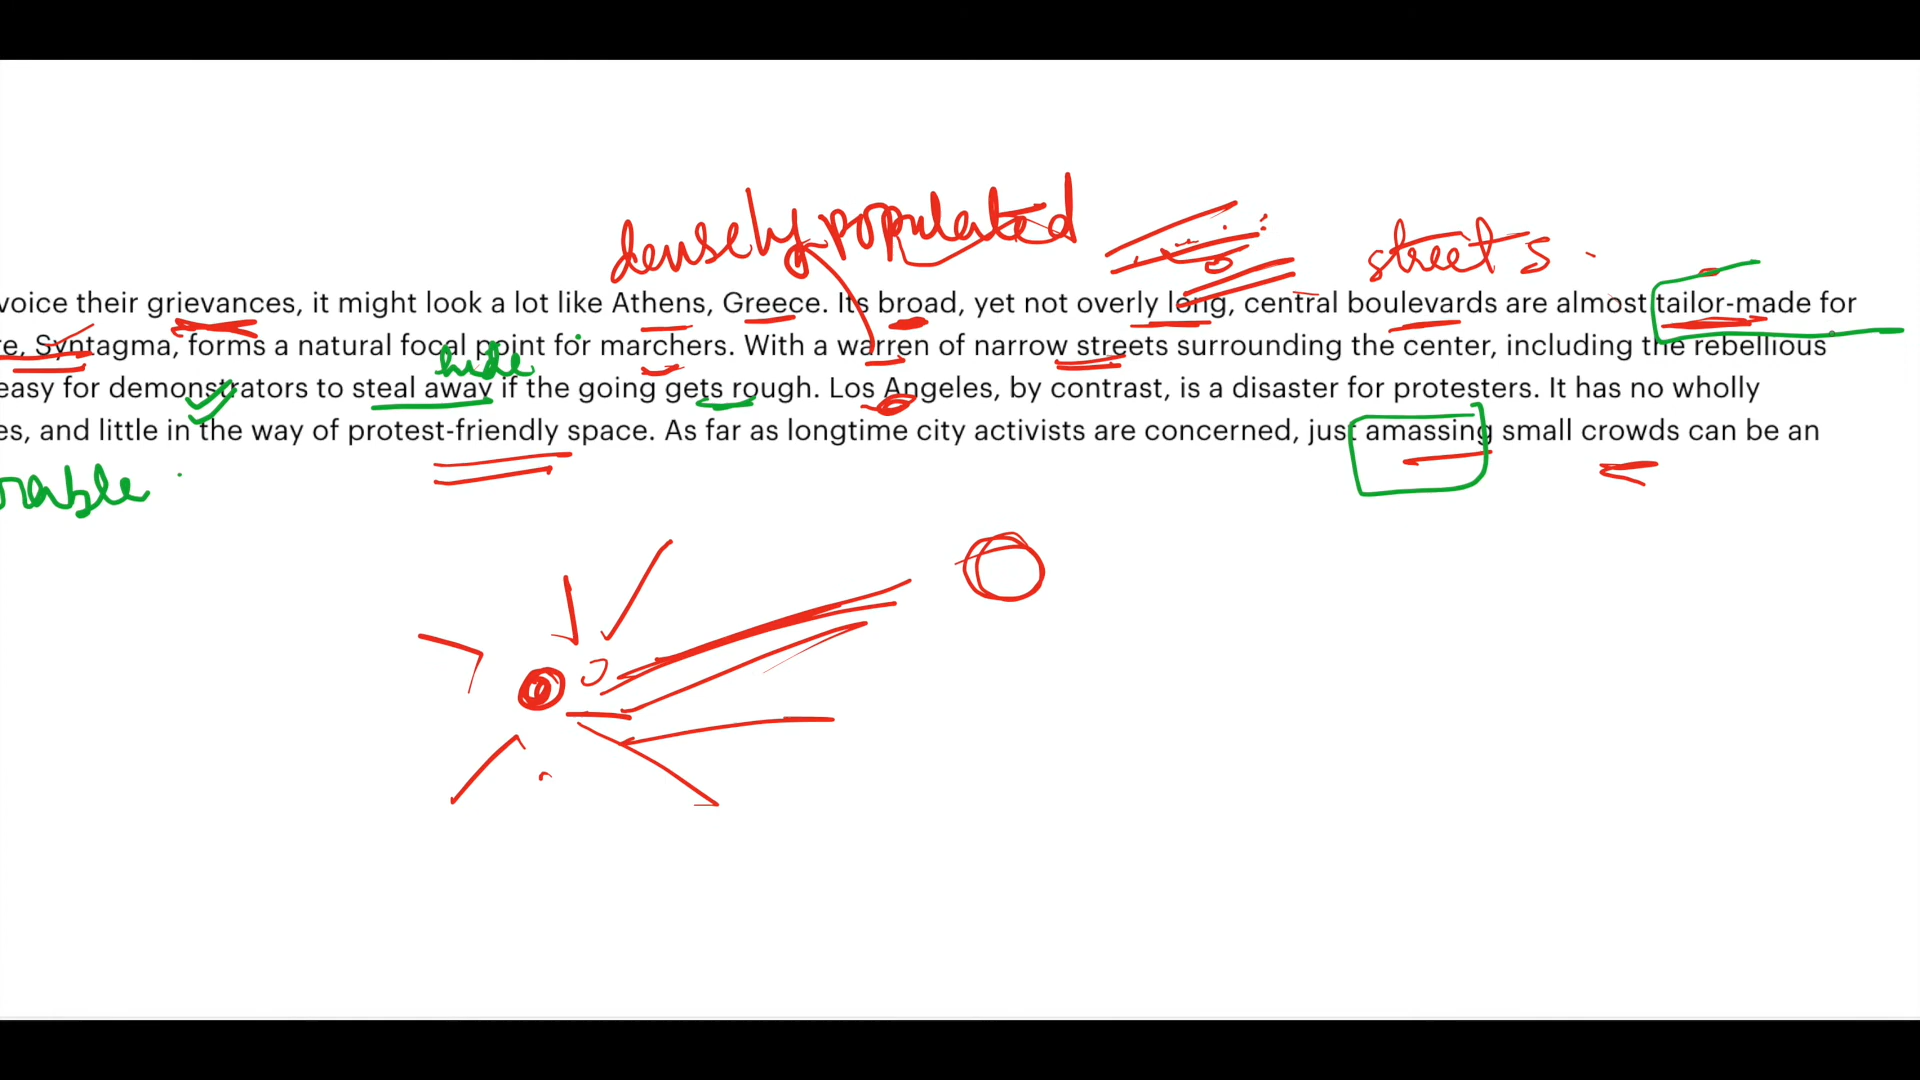 densely populated streets
voice their grievances, it might look a lot like Athens, Greece. Its broad, yet not overly long, central boulevards are almost tailor-made for
re, Syntagma, forms a natural focal point for marchers. With a warren of narrow streets surrounding the center, including the rebellious
hide
easy for demonstrators to steal away if the going gets rough. Los Angeles, by contrast, is a disaster for protesters. It has no wholly
es, and little in the way of protest-friendly space. As far as longtime city activists are concerned, just amassing small crowds can be an
rable